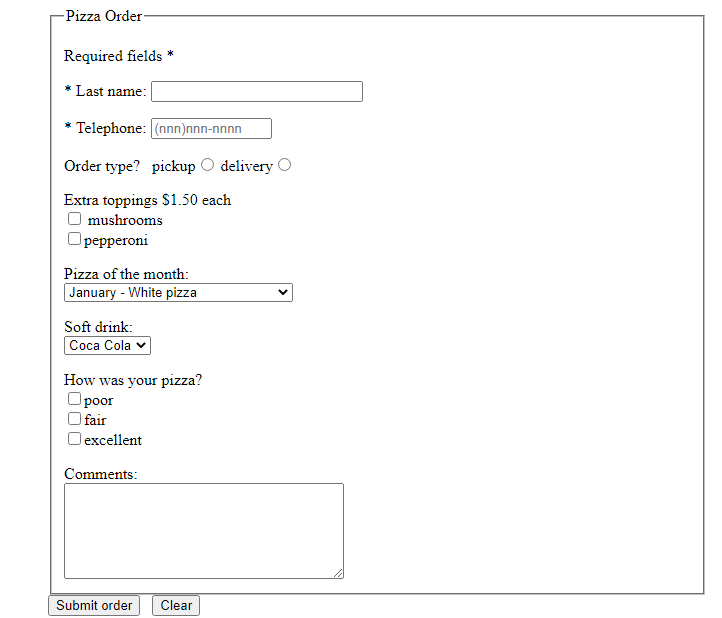 Pizza Order
Required fields *
* Last name:
* Telephone: (nnn)nnn-nnnn
Order type? pickup delivery
Extra toppings $1.50 each
mushrooms
pepperoni
Pizza of the month:
January - White pizza
Soft drink:
Coca Cola
How was your pizza?
poor
fair
excellent
Comments:
Submit order Clear